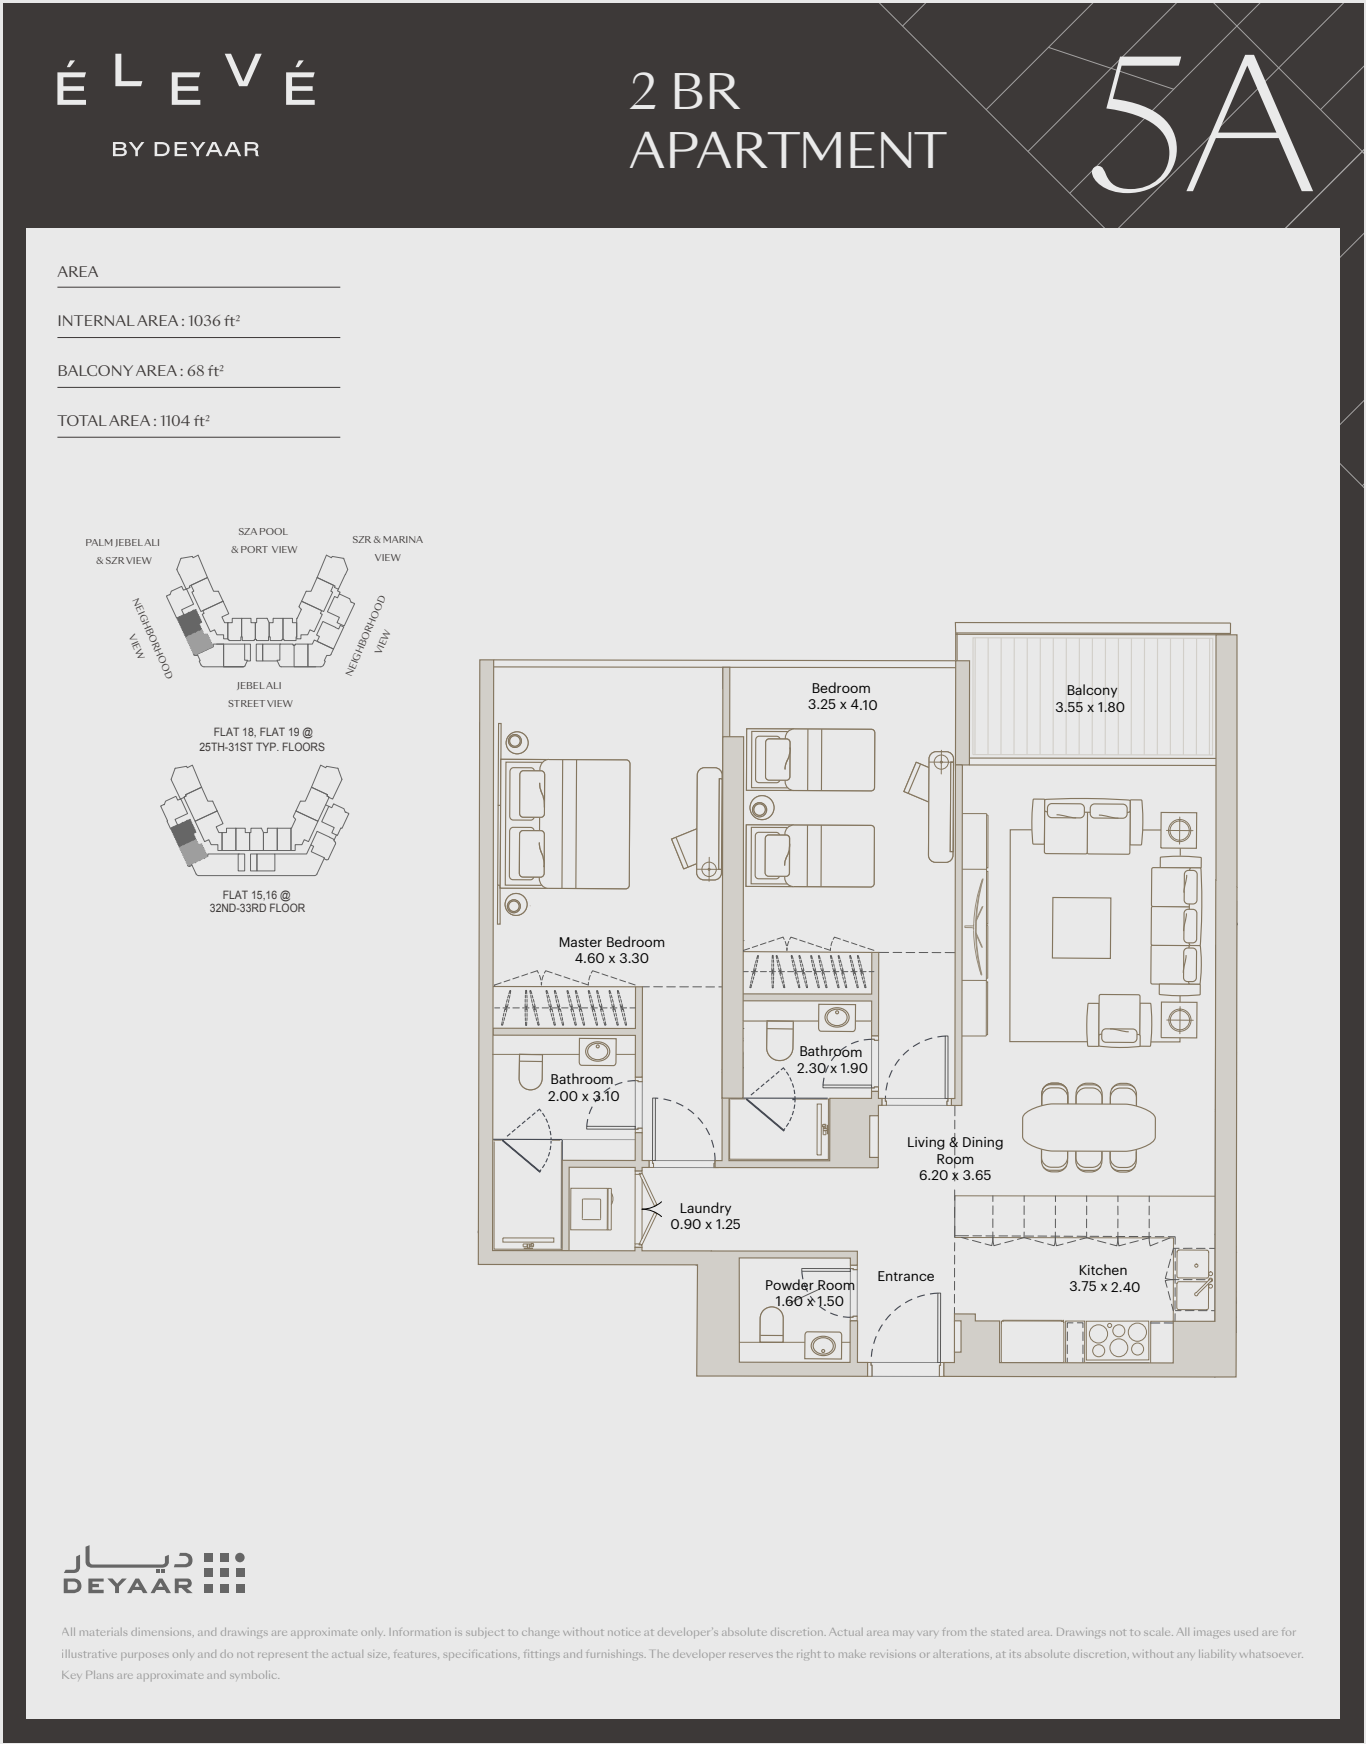 ÉLEVÉ
BY DEYAAR
2 BR
APARTMENT
5A
AREA
INTERNAL AREA : 1036 ft²
BALCONY AREA : 68 ft²
TOTAL AREA : 1104 ft²
PALM JEBEL ALI
& SZR VIEW
SZA POOL
& PORT VIEW
SZR & MARINA
VIEW
NEIGHBORHOOD
VIEW
NEIGHBORHOOD
VIEW
JEBEL ALI
STREET VIEW
FLAT 18, FLAT 19 @
25TH-31ST TYP. FLOORS
FLAT 15,16 @
32ND-33RD FLOOR
Bedroom
3.25 x 4.10
Balcony
3.55 x 1.80
Master Bedroom
4.60 x 3.30
Bathroom
2.30 x 1.90
Bathroom
2.00 x 3.10
Living & Dining
Room
6.20 x 3.65
Laundry
0.90 x 1.25
Kitchen
3.75 x 2.40
Entrance
Powder Room
1.60 x 1.50
ديار
DEYAAR
All materials dimensions, and drawings are approximate only. Information is subject to change without notice at developer's absolute discretion. Actual area may vary from the stated area. Drawings not to scale. All images used are for
illustrative purposes only and do not represent the actual size, features, specifications, fittings and furnishings. The developer reserves the right to make revisions or alterations, at its absolute discretion, without any liability whatsoever.
Key Plans are approximate and symbolic.